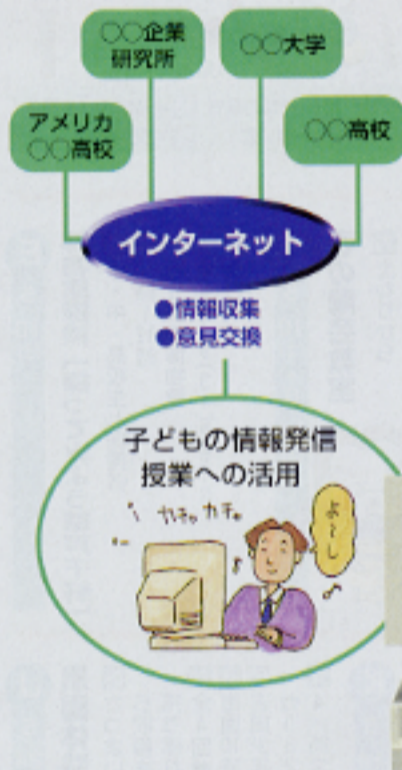 ○○企業
研究所
○○大学
アメリカ
○○高校
○○高校
インターネット
●情報収集
●意見交換
子どもの情報発信
授業への活用
カチャカチャ
よーし